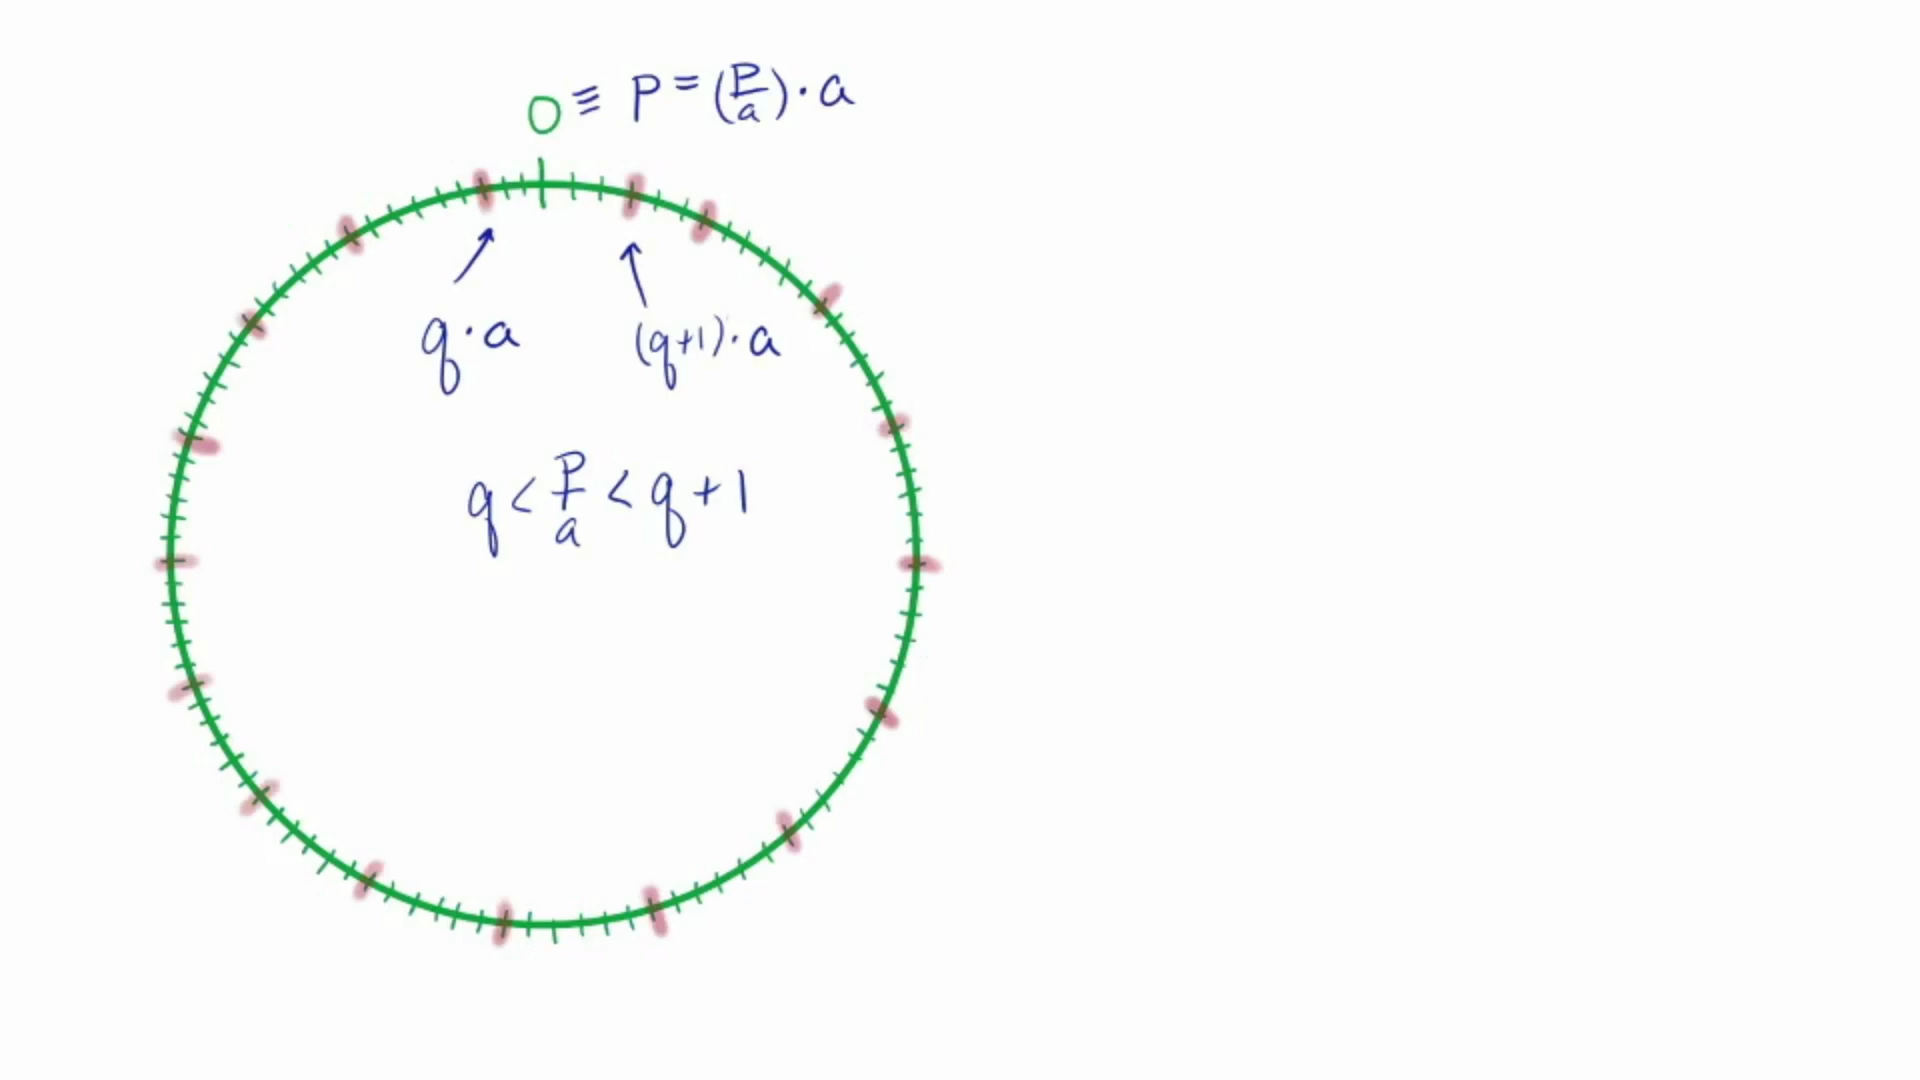 0 ≡ p = (p/a) · a
q · a
(q+1) · a
q < p/a < q + 1